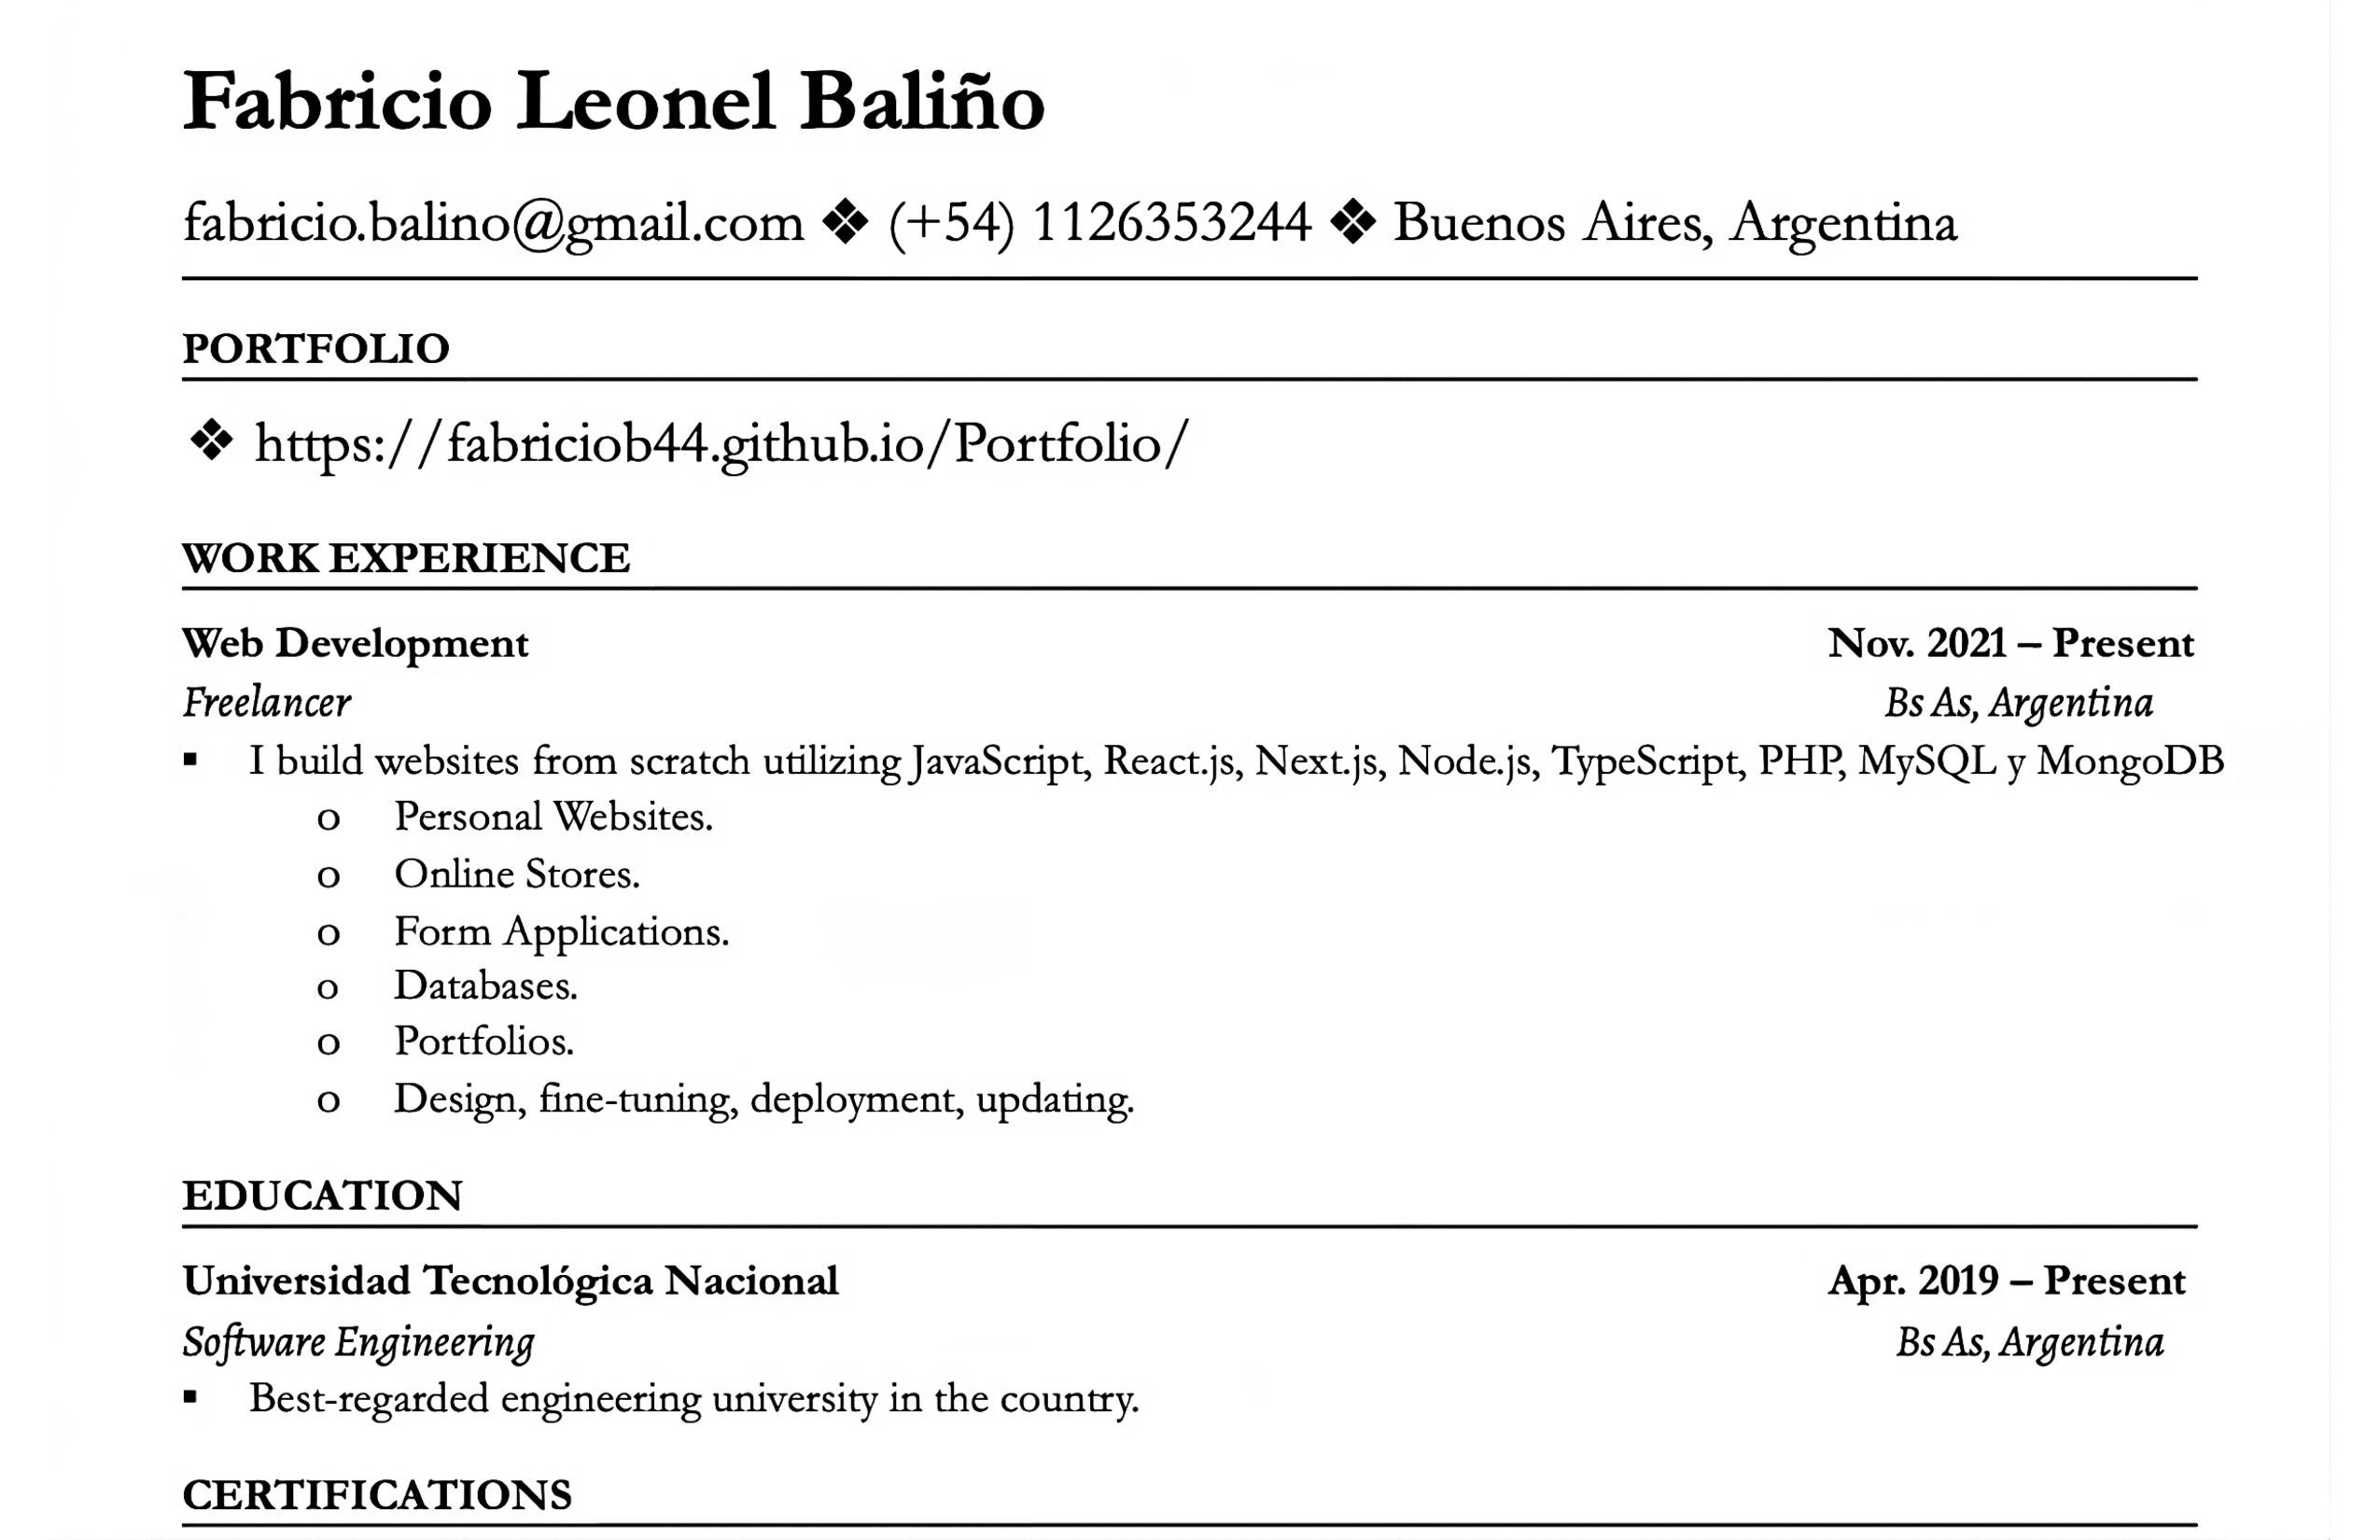 Fabricio Leonel Baliño
fabricio.balino@gmail.com ❖ (+54) 1126353244 ❖ Buenos Aires, Argentina
PORTFOLIO
❖ https://fabriciob44.github.io/Portfolio/
WORK EXPERIENCE
Web Development Nov. 2021 – Present
Freelancer Bs As, Argentina
▪ I build websites from scratch utilizing JavaScript, React.js, Next.js, Node.js, TypeScript, PHP, MySQL y MongoDB
o Personal Websites.
o Online Stores.
o Form Applications.
o Databases.
o Portfolios.
o Design, fine-tuning, deployment, updating.
EDUCATION
Universidad Tecnológica Nacional Apr. 2019 – Present
Software Engineering Bs As, Argentina
▪ Best-regarded engineering university in the country.
CERTIFICATIONS